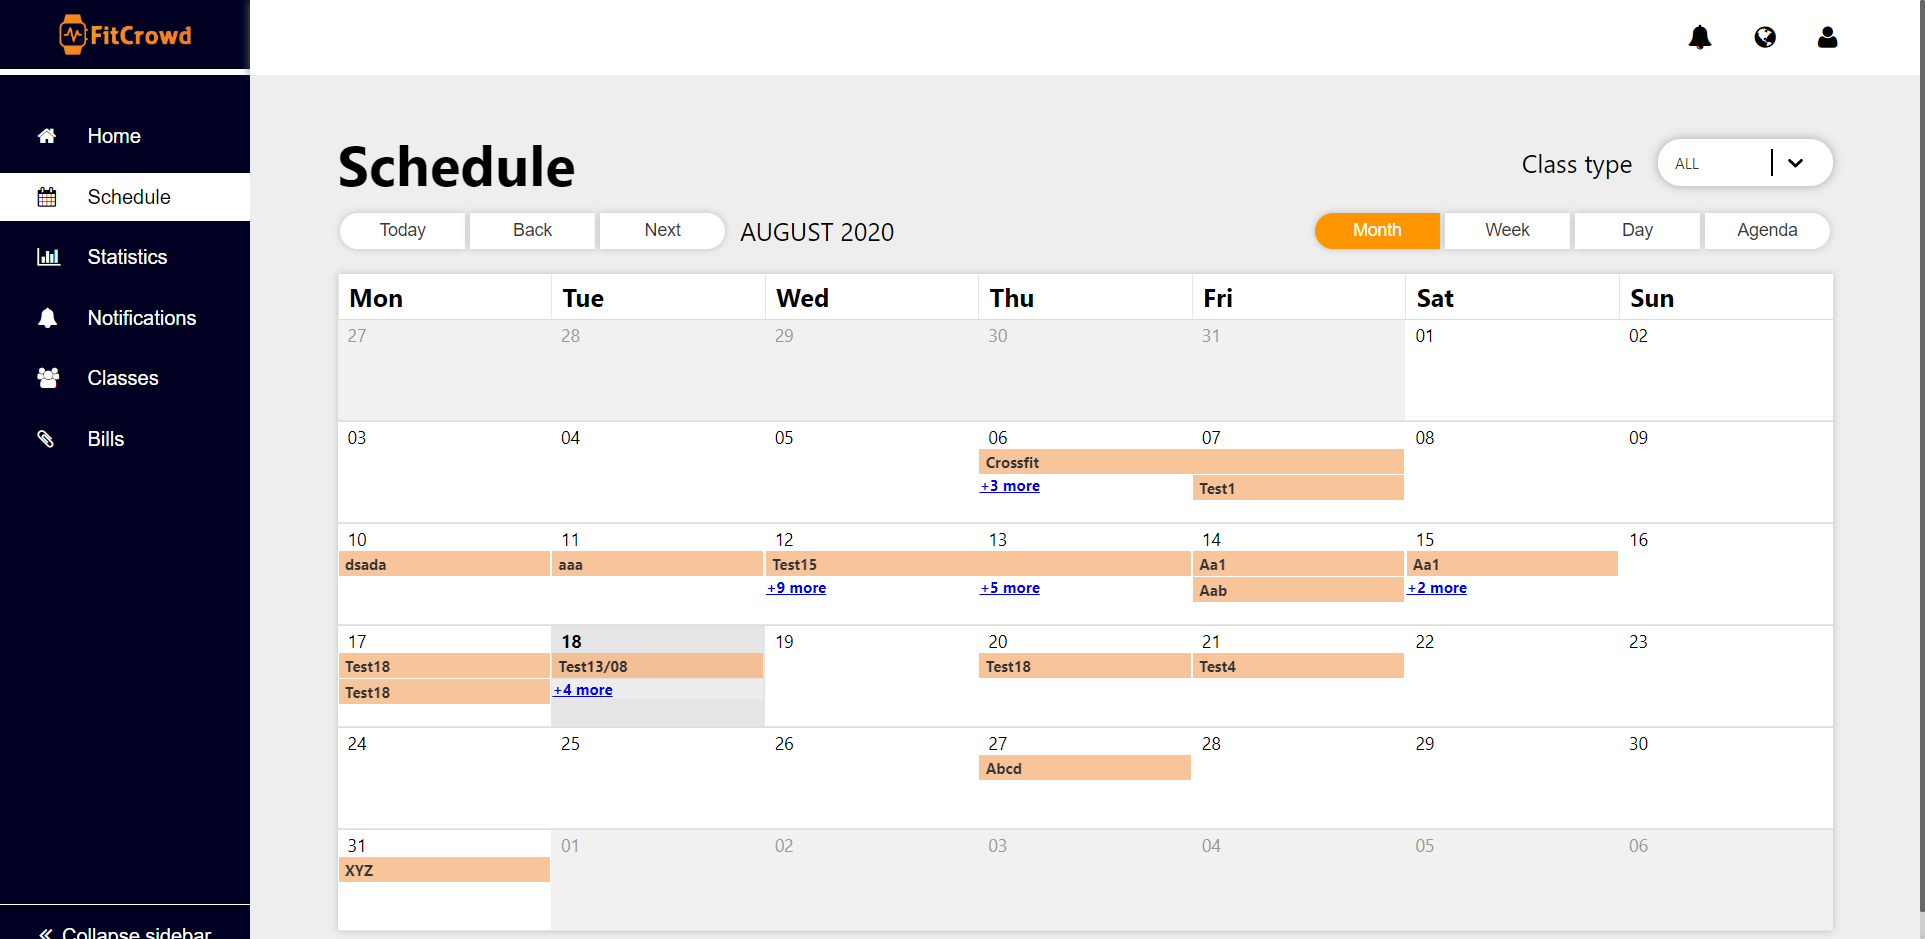 FitCrowd
Home
Schedule
Statistics
Notifications
Classes
Bills
Collapse sidebar
Schedule
Class type ALL
Today Back Next AUGUST 2020 Month Week Day Agenda
Mon Tue Wed Thu Fri Sat Sun
27 28 29 30 31 01 02
03 04 05 06 07 08 09
Crossfit
+3 more Test1
10 11 12 13 14 15 16
dsada aaa Test15 Aa1 Aa1
+9 more +5 more Aab +2 more
17 18 19 20 21 22 23
Test18 Test13/08 Test18 Test4
Test18 +4 more
24 25 26 27 28 29 30
Abcd
31 01 02 03 04 05 06
XYZ